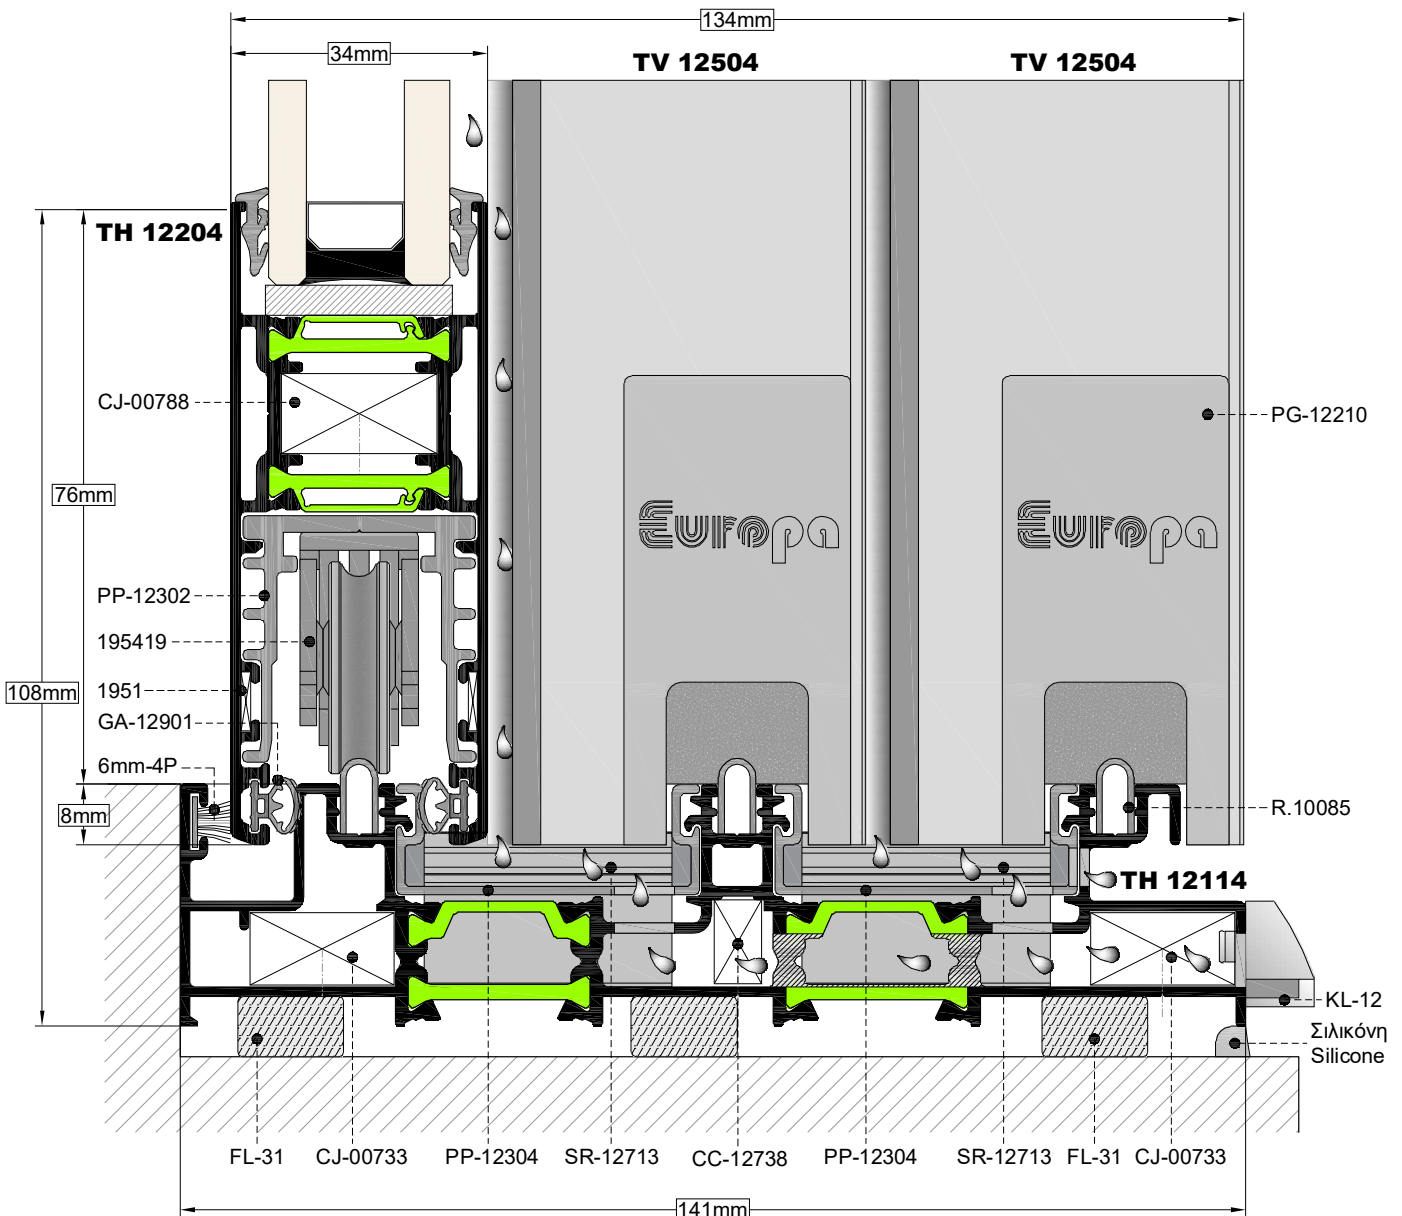 134mm
34mm
TV 12504
TV 12504
TH 12204
CJ-00788
PG-12210
76mm
Europa
Europa
PP-12302
195419
108mm
1951
GA-12901
6mm-4P
8mm
R.10085
TH 12114
KL-12
Σιλικόνη
Silicone
FL-31
CJ-00733
PP-12304
SR-12713
CC-12738
PP-12304
SR-12713
FL-31
CJ-00733
141mm